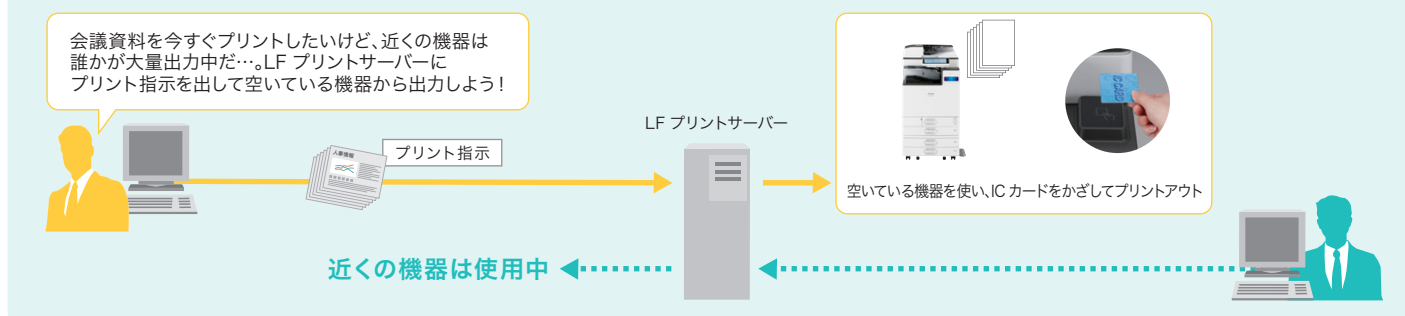 会議資料を今すぐプリントしたいけど、近くの機器は
誰かが大量出力中だ…。LF プリントサーバーに
プリント指示を出して空いている機器から出力しよう!
LF プリントサーバー
人事情報
プリント指示
IC CARD
空いている機器を使い、IC カードをかざしてプリントアウト
近くの機器は使用中